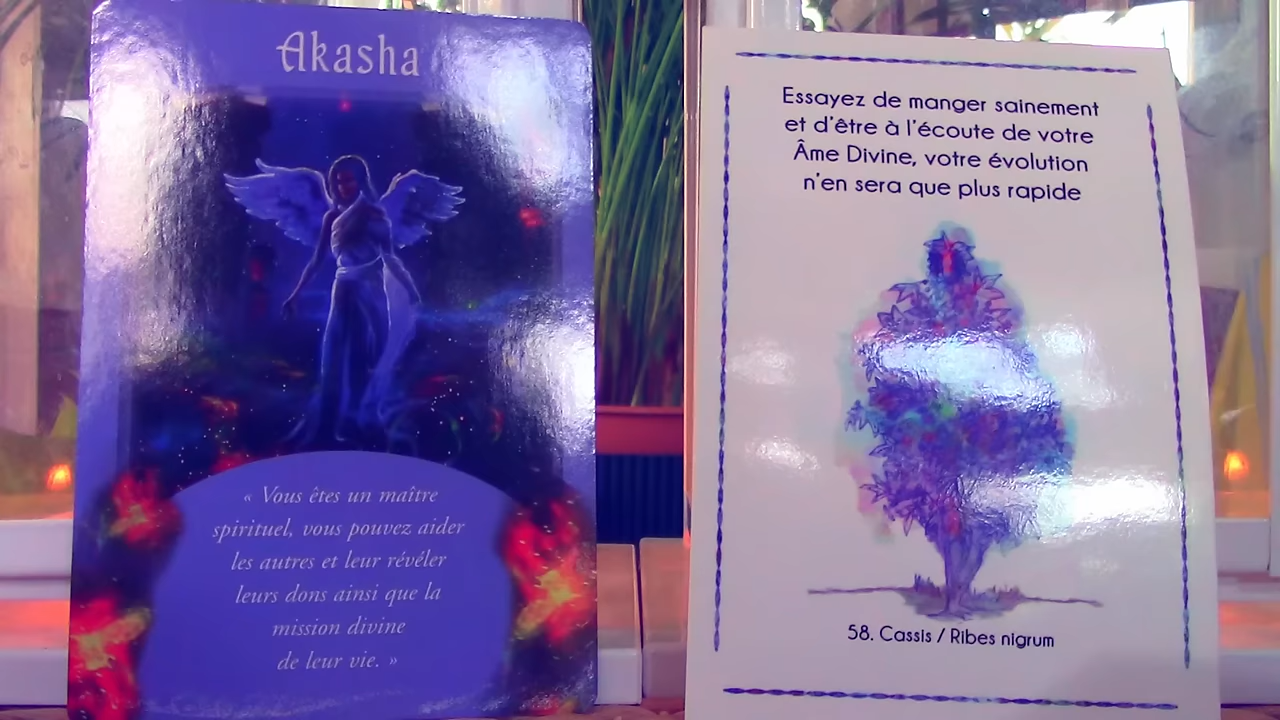 Akasha
« Vous êtes un maître
spirituel, vous pouvez aider
les autres et leur révéler
leurs dons ainsi que la
mission divine
de leur vie. »
Essayez de manger sainement
et d'être à l'écoute de votre
Âme Divine, votre évolution
n'en sera que plus rapide
58. Cassis / Ribes nigrum